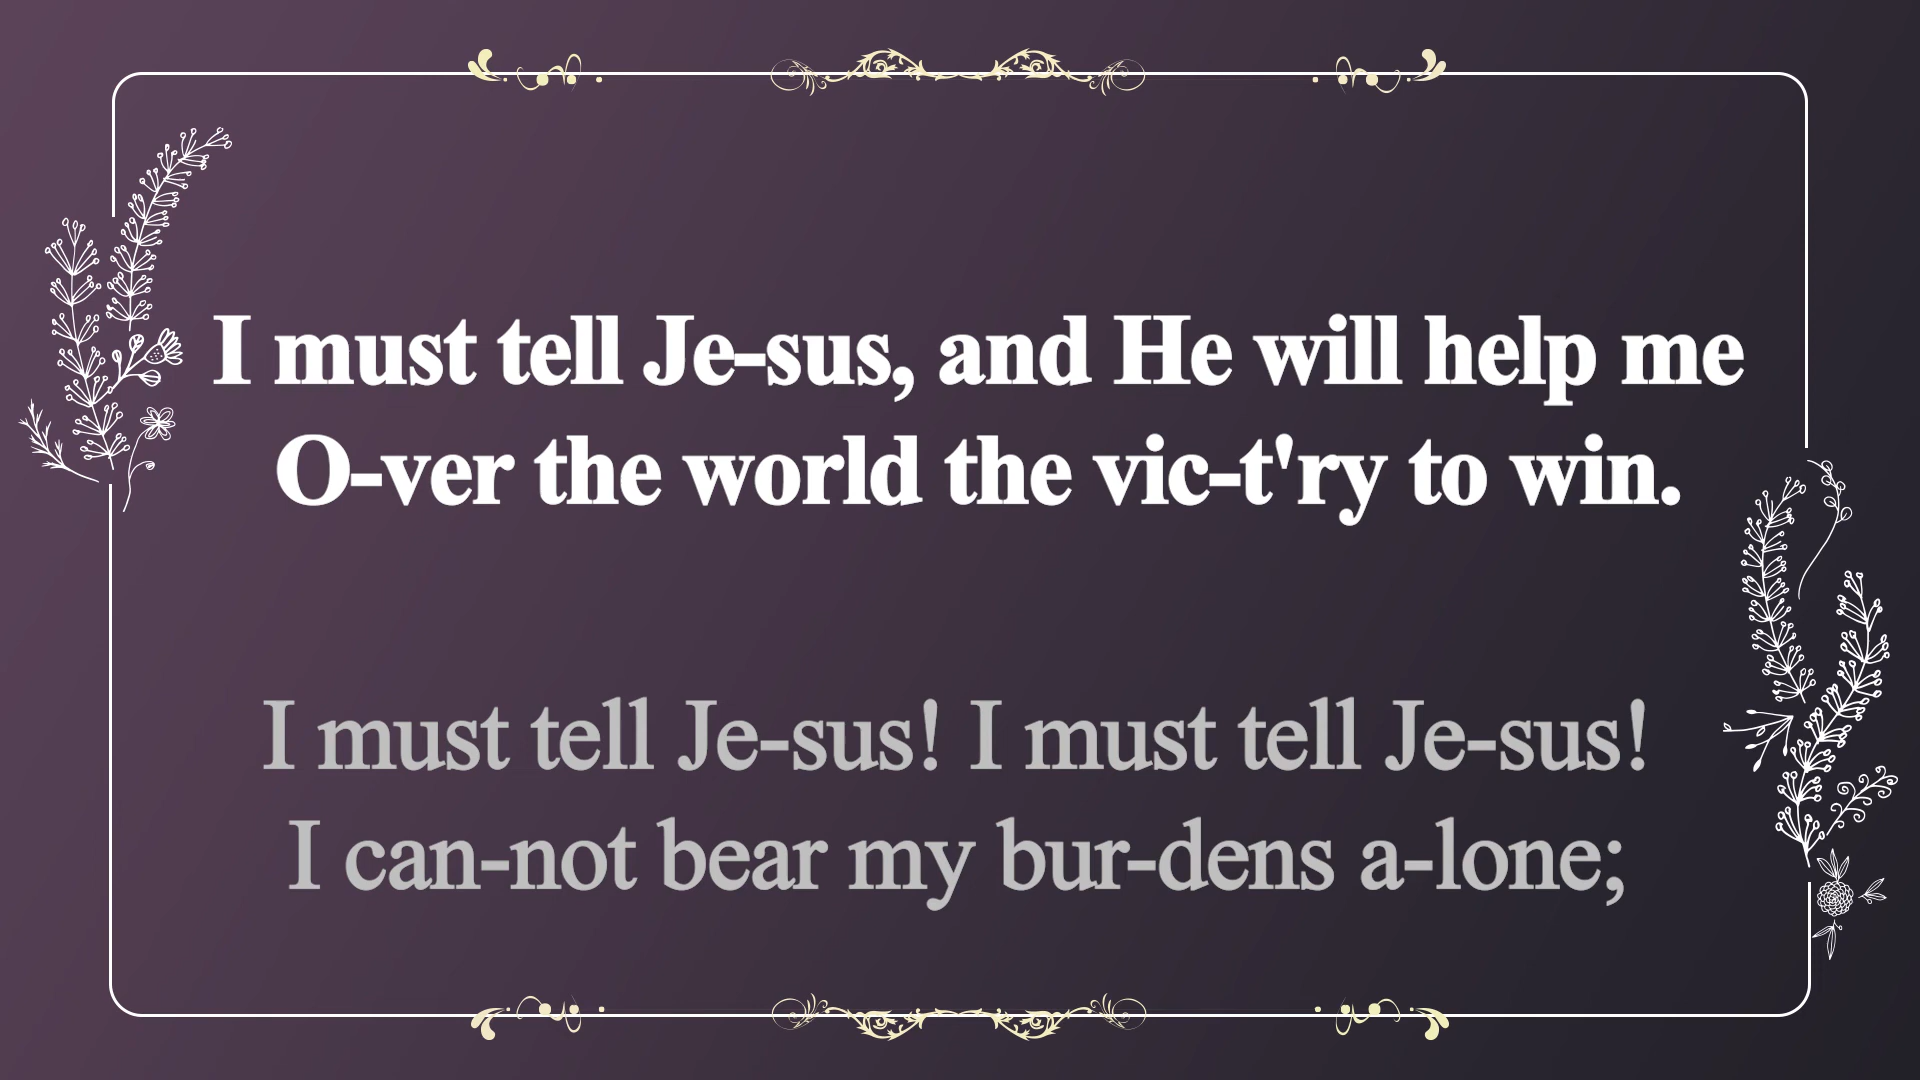 I must tell Je-sus, and He will help me
O-ver the world the vic-t'ry to win.
I must tell Je-sus! I must tell Je-sus!
I can-not bear my bur-dens a-lone;